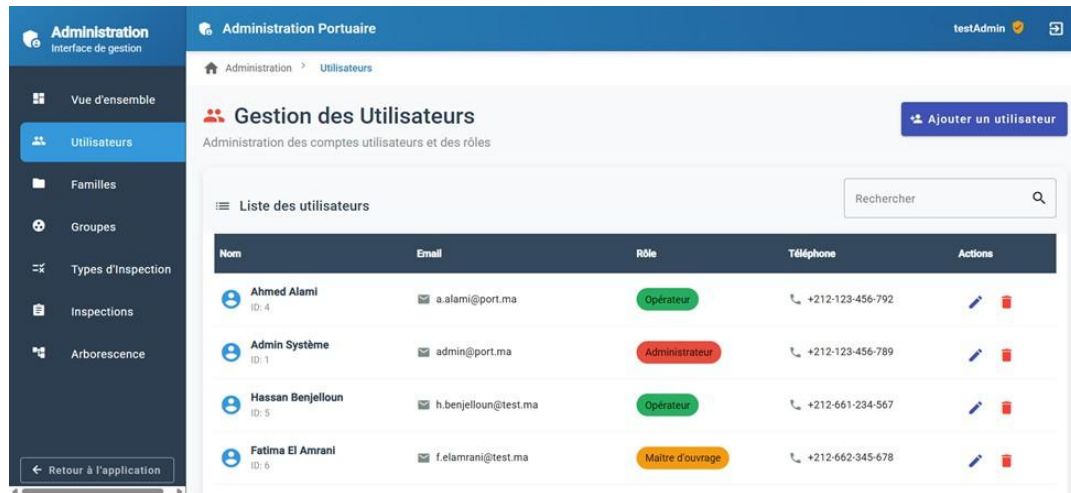 Administration
Interface de gestion
Vue d'ensemble
Utilisateurs
Familles
Groupes
Types d'Inspection
Inspections
Arborescence
Retour à l'application
Administration Portuaire
testAdmin
Administration > Utilisateurs
Gestion des Utilisateurs
Administration des comptes utilisateurs et des rôles
Ajouter un utilisateur
Liste des utilisateurs
Rechercher
Nom Email Rôle Téléphone Actions
Ahmed Alami a.alami@port.ma Opérateur +212-123-456-792
ID: 4
Admin Système admin@port.ma Administrateur +212-123-456-789
ID: 1
Hassan Benjelloun h.benjelloun@test.ma Opérateur +212-661-234-567
ID: 5
Fatima El Amrani f.elamrani@test.ma Maître d'ouvrage +212-662-345-678
ID: 6